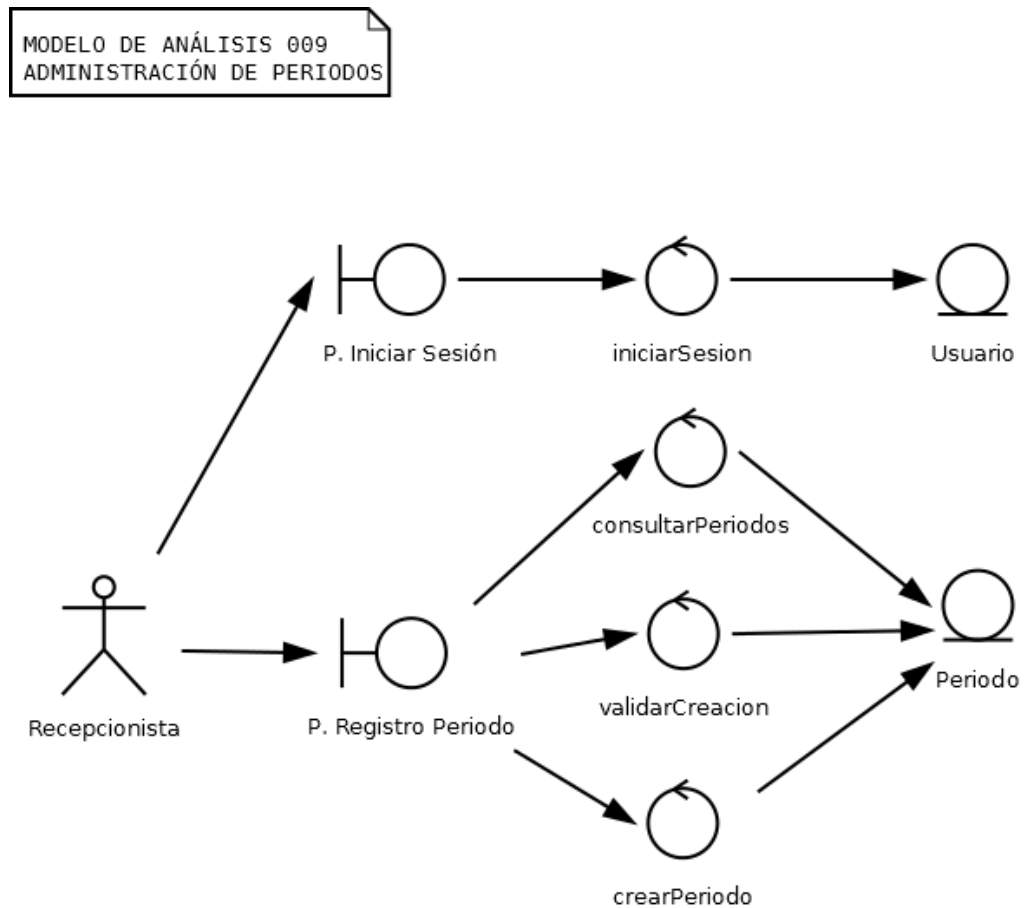 MODELO DE ANÁLISIS 009
ADMINISTRACIÓN DE PERIODOS
P. Iniciar Sesión
iniciarSesion
Usuario
consultarPeriodos
Recepcionista
P. Registro Periodo
validarCreacion
Periodo
crearPeriodo